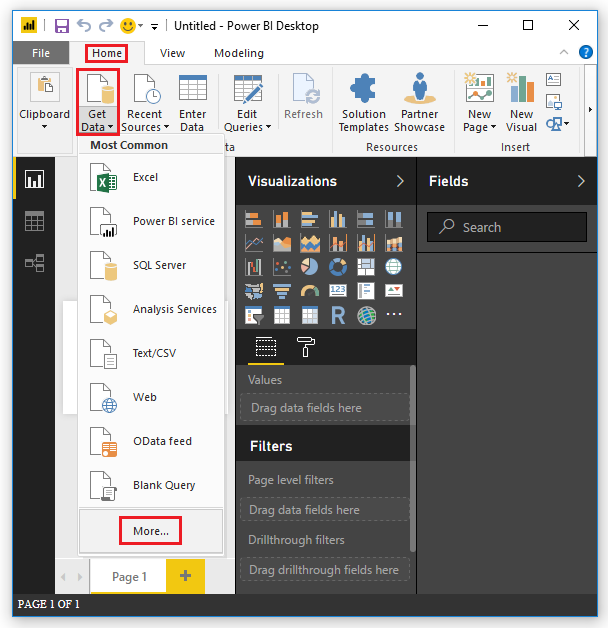 Untitled - Power BI Desktop
File
Home
View
Modeling
Clipboard
Get
Data
Recent
Sources
Enter
Data
Edit
Queries
Refresh
Solution
Templates
Partner
Showcase
New
Page
New
Visual
ta
Resources
Insert
Most Common
Excel
Power BI service
SQL Server
Analysis Services
Text/CSV
Web
OData feed
Blank Query
More...
Visualizations
123
R
Values
Drag data fields here
Filters
Page level filters
Drag data fields here
Drillthrough filters
Drag drillthrough fields here
Fields
Search
Page 1
PAGE 1 OF 1